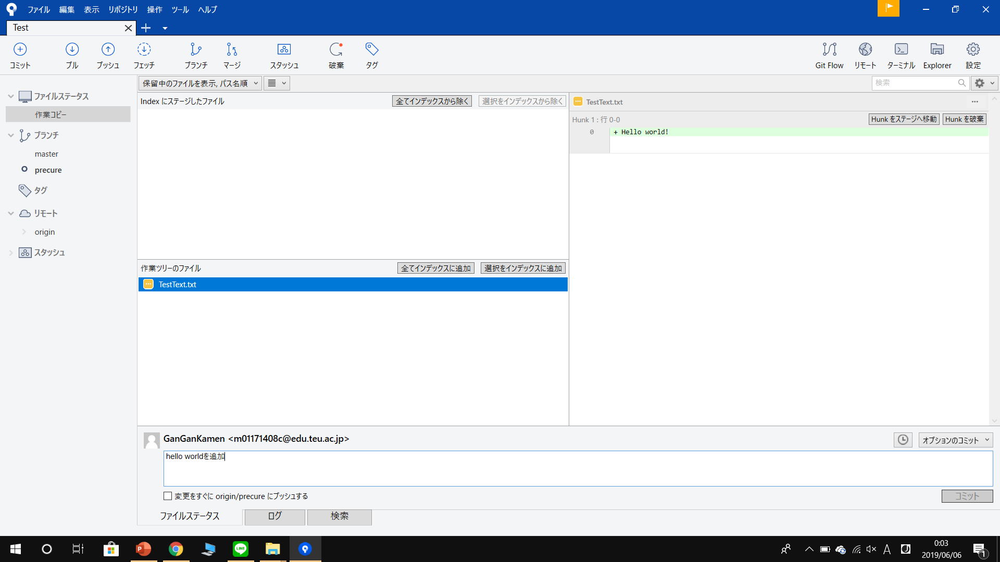 ファイル 編集 表示 リポジトリ 操作 ツール ヘルプ
Test
コミット プル プッシュ フェッチ ブランチ マージ スタッシュ 破棄 タグ Git Flow リモート ターミナル Explorer 設定
ファイルステータス
作業コピー
ブランチ
master
precure
タグ
リモート
origin
スタッシュ
保留中のファイルを表示, パス名順
検索
Index にステージしたファイル 全てインデックスから除く 選択をインデックスから除く
作業ツリーのファイル 全てインデックスに追加 選択をインデックスに追加
TestText.txt
TestText.txt
Hunk 1 : 行 0-0 Hunk をステージへ移動 Hunk を破棄
0 + Hello world!
GanGanKamen <m01171408c@edu.teu.ac.jp> オプションのコミット
hello worldを追加
変更をすぐに origin/precure にプッシュする コミット
ファイルステータス ログ 検索
LINE
A
J
0:03
2019/06/06
1